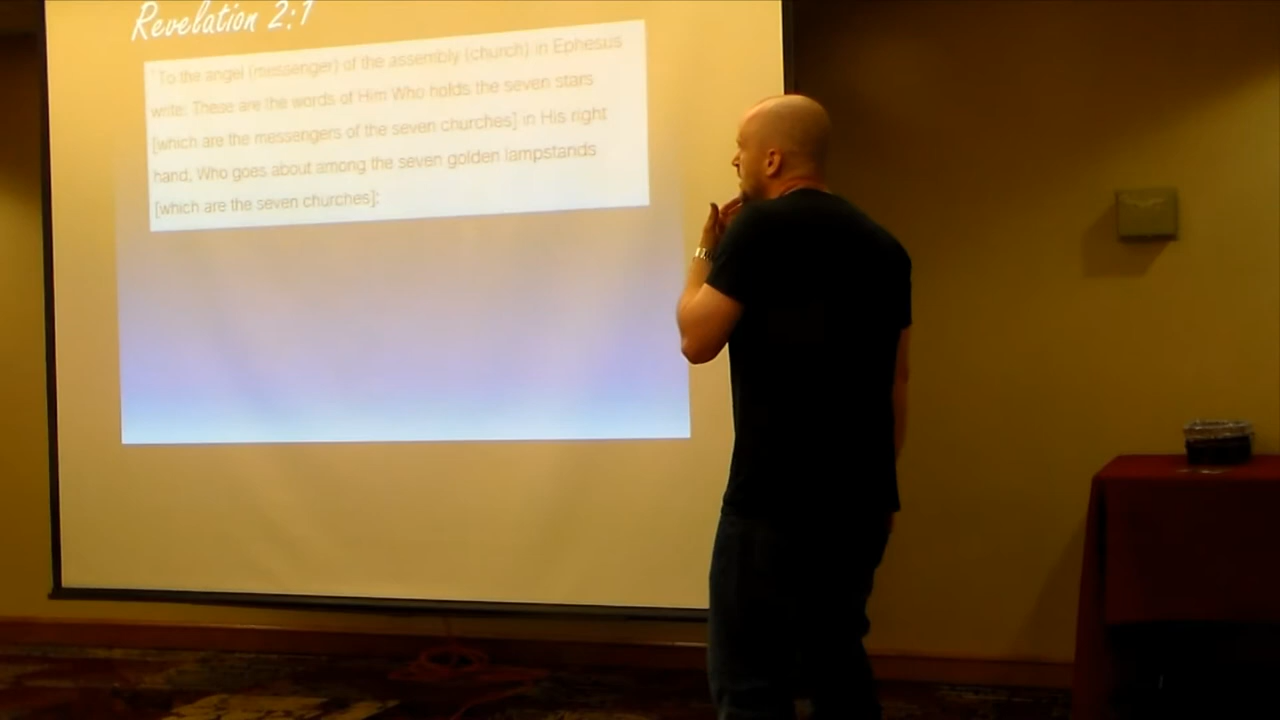 Revelation 2:1
To the angel (messenger) of the assembly (church) in Ephesus
write: These are the words of Him Who holds the seven stars
[which are the messengers of the seven churches] in His right
hand, Who goes about among the seven golden lampstands
[which are the seven churches]: